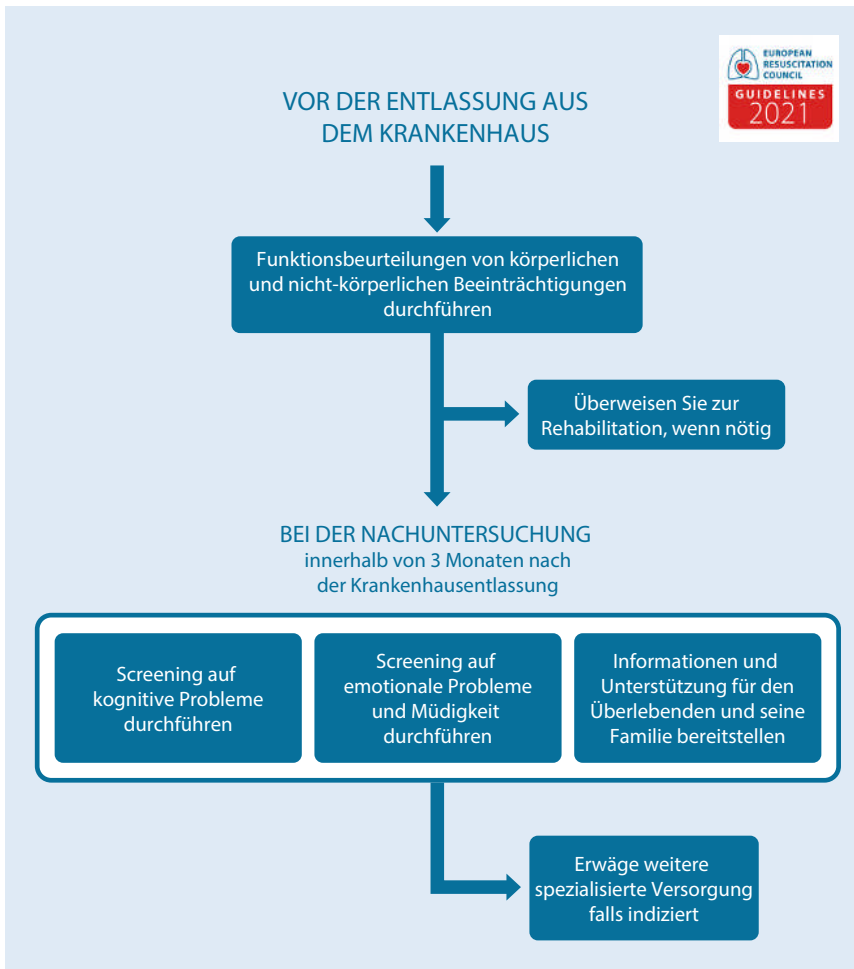 EUROPEAN
RESUSCITATION
COUNCIL
GUIDELINES
2021
VOR DER ENTLASSUNG AUS
DEM KRANKENHAUS
Funktionsbeurteilungen von körperlichen
und nicht-körperlichen Beeinträchtigungen
durchführen
Überweisen Sie zur
Rehabilitation, wenn nötig
BEI DER NACHUNTERSUCHUNG
innerhalb von 3 Monaten nach
der Krankenhausentlassung
Screening auf
kognitive Probleme
durchführen
Screening auf
emotionale Probleme
und Müdigkeit
durchführen
Informationen und
Unterstützung für den
Überlebenden und seine
Familie bereitstellen
Erwäge weitere
spezialisierte Versorgung
falls indiziert